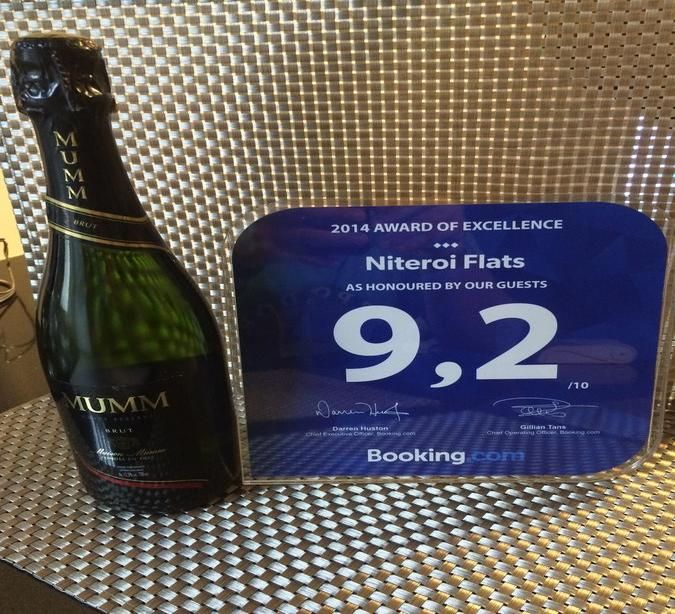 MUMM
BRUT
MUMM
BRUT
2014 AWARD OF EXCELLENCE
Niteroi Flats
AS HONOURED BY OUR GUESTS
9,2
/10
Darren Huston
Chief Executive Officer, Booking.com
Gillian Tans
Chief Operating Officer, Booking.com
Booking.com